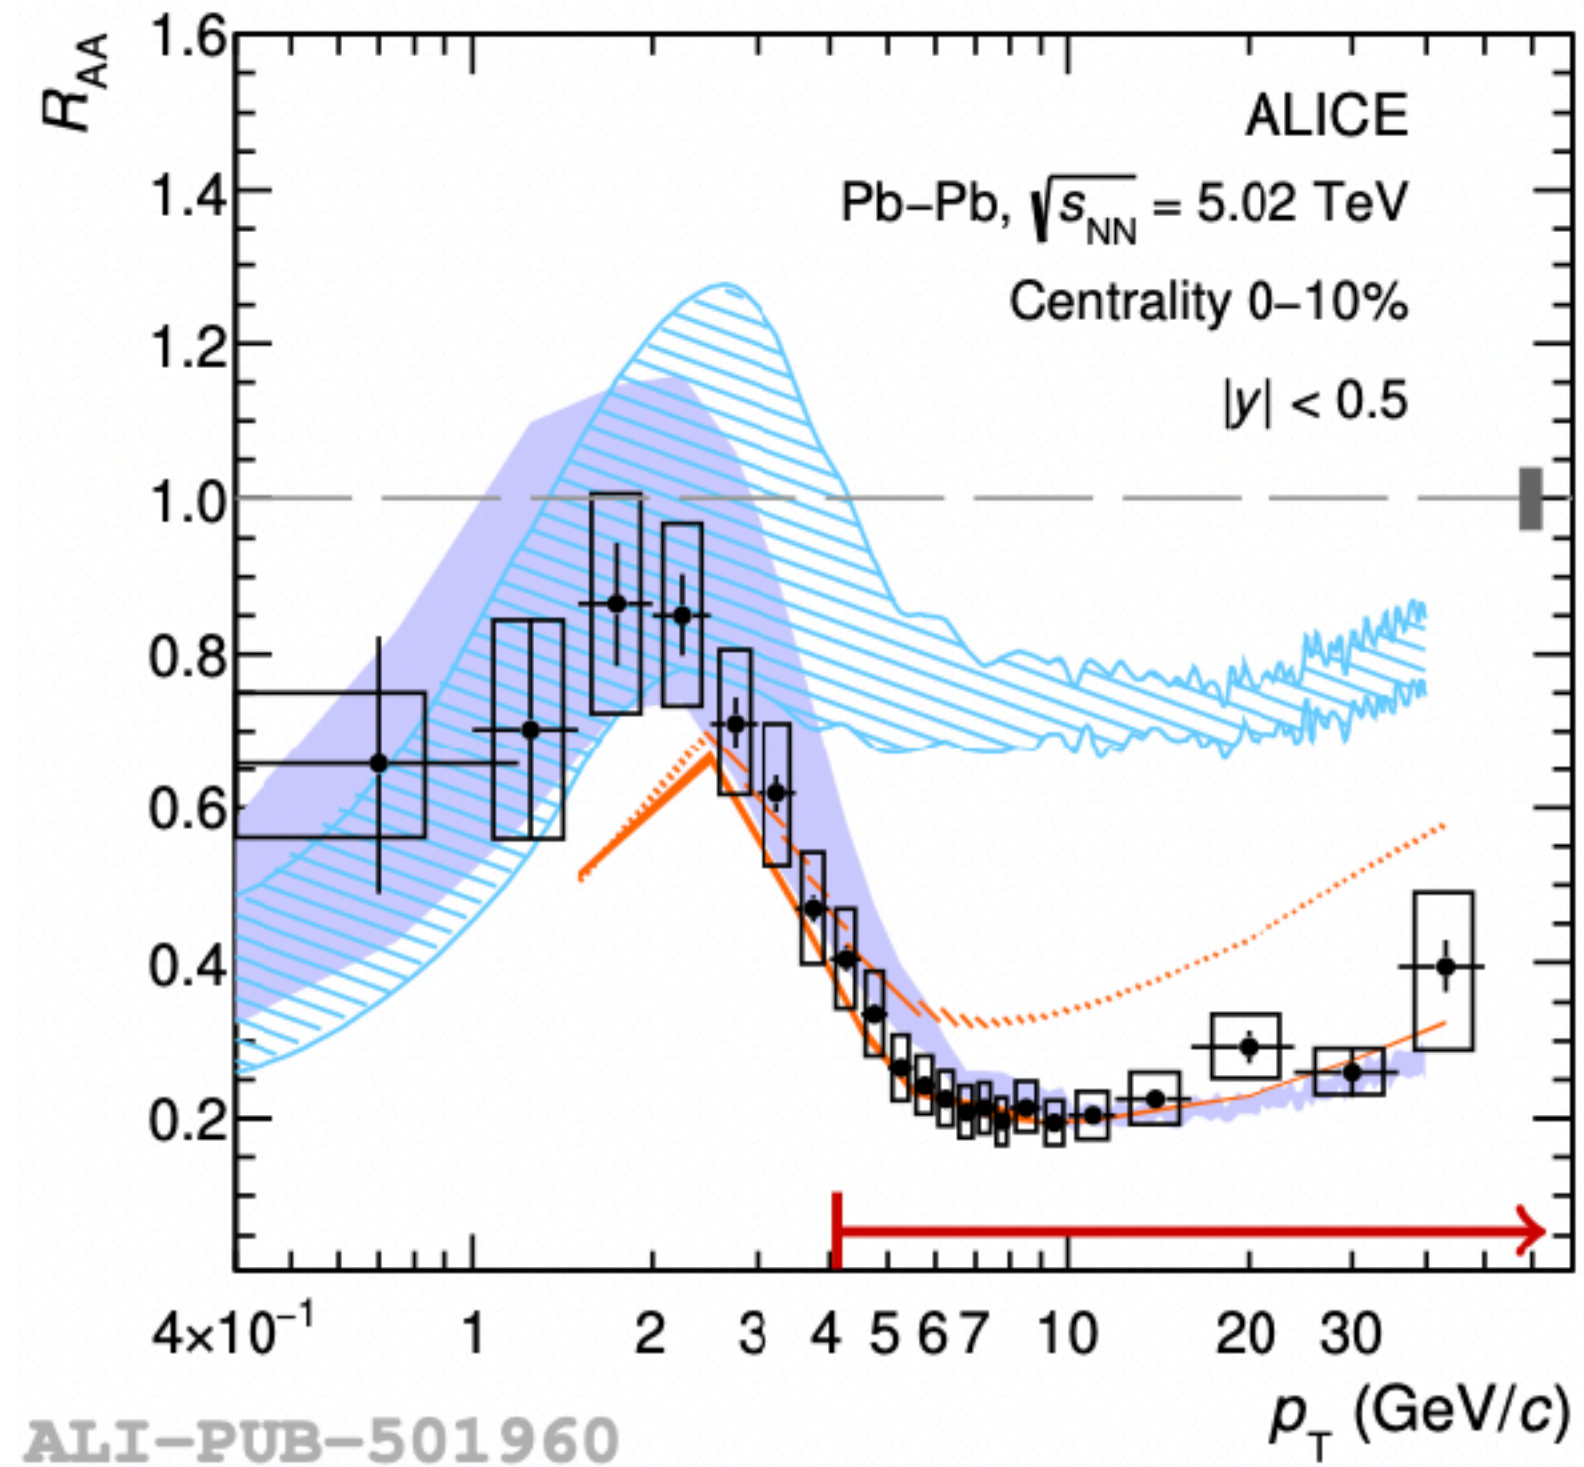 R_AA
1.6
1.4
1.2
1.0
0.8
0.6
0.4
0.2
ALICE
Pb–Pb, √s_NN = 5.02 TeV
Centrality 0–10%
|y| < 0.5
4×10⁻¹ 1 2 3 4 5 6 7 10 20 30
p_T (GeV/c)
ALI-PUB-501960